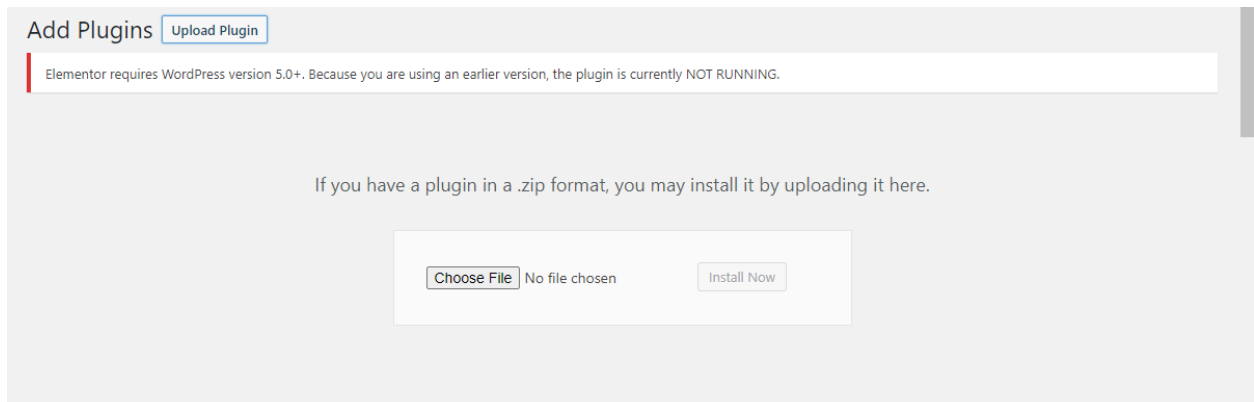 Add Plugins Upload Plugin
Elementor requires WordPress version 5.0+. Because you are using an earlier version, the plugin is currently NOT RUNNING.
If you have a plugin in a .zip format, you may install it by uploading it here.
Choose File No file chosen Install Now